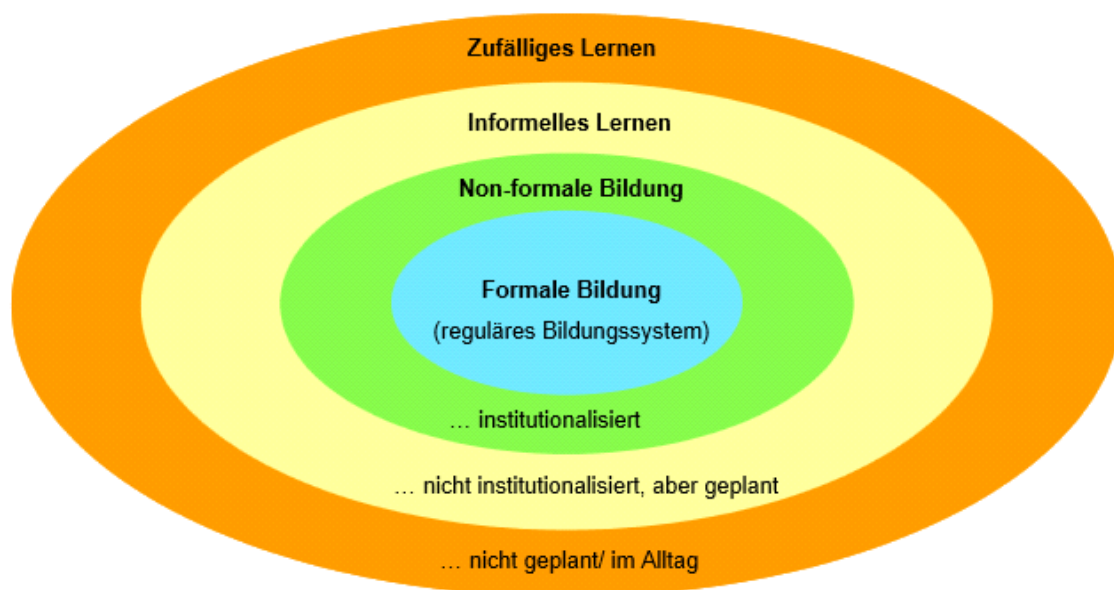 Zufälliges Lernen
Informelles Lernen
Non-formale Bildung
Formale Bildung
(reguläres Bildungssystem)
… institutionalisiert
… nicht institutionalisiert, aber geplant
… nicht geplant/ im Alltag